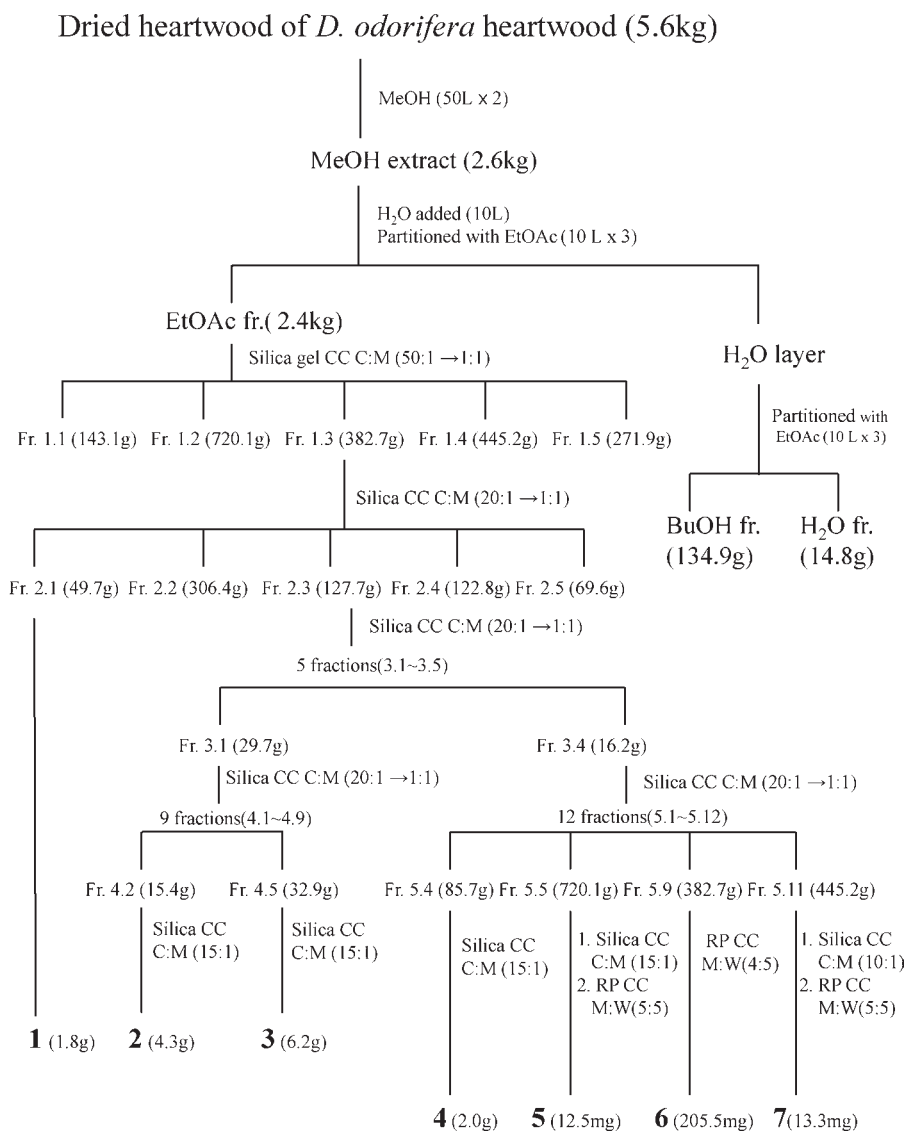 Dried heartwood of D. odorifera heartwood (5.6kg)
MeOH (50L x 2)
MeOH extract (2.6kg)
H₂O added (10L)
Partitioned with EtOAc (10 L x 3)
EtOAc fr.( 2.4kg)
Silica gel CC C:M (50:1 →1:1)
H₂O layer
Fr. 1.1 (143.1g) Fr. 1.2 (720.1g) Fr. 1.3 (382.7g) Fr. 1.4 (445.2g) Fr. 1.5 (271.9g)
Partitioned with
EtOAc (10 L x 3)
Silica CC C:M (20:1 →1:1)
BuOH fr.
(134.9g)
H₂O fr.
(14.8g)
Fr. 2.1 (49.7g) Fr. 2.2 (306.4g) Fr. 2.3 (127.7g) Fr. 2.4 (122.8g) Fr. 2.5 (69.6g)
Silica CC C:M (20:1 →1:1)
5 fractions(3.1~3.5)
Fr. 3.1 (29.7g) Fr. 3.4 (16.2g)
Silica CC C:M (20:1 →1:1) Silica CC C:M (20:1 →1:1)
9 fractions(4.1~4.9) 12 fractions(5.1~5.12)
Fr. 4.2 (15.4g) Fr. 4.5 (32.9g) Fr. 5.4 (85.7g) Fr. 5.5 (720.1g) Fr. 5.9 (382.7g) Fr. 5.11 (445.2g)
Silica CC
C:M (15:1)
Silica CC
C:M (15:1)
Silica CC
C:M (15:1)
1. Silica CC
C:M (15:1)
2. RP CC
M:W(5:5)
RP CC
M:W(4:5)
1. Silica CC
C:M (10:1)
2. RP CC
M:W(5:5)
1 (1.8g) 2 (4.3g) 3 (6.2g)
4 (2.0g) 5 (12.5mg) 6 (205.5mg) 7(13.3mg)